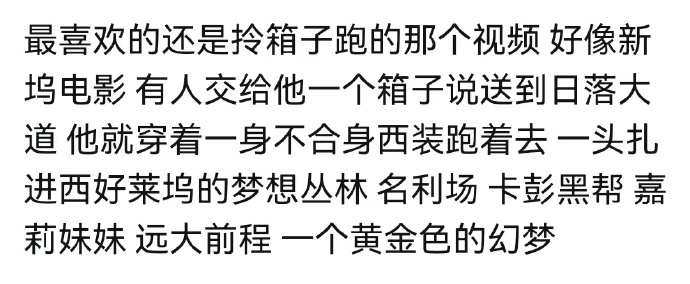 最喜欢的还是拎箱子跑的那个视频 好像新
坞电影 有人交给他一个箱子说送到日落大
道 他就穿着一身不合身西装跑着去 一头扎
进西好莱坞的梦想丛林 名利场 卡彭黑帮 嘉
莉妹妹 远大前程 一个黄金色的幻梦